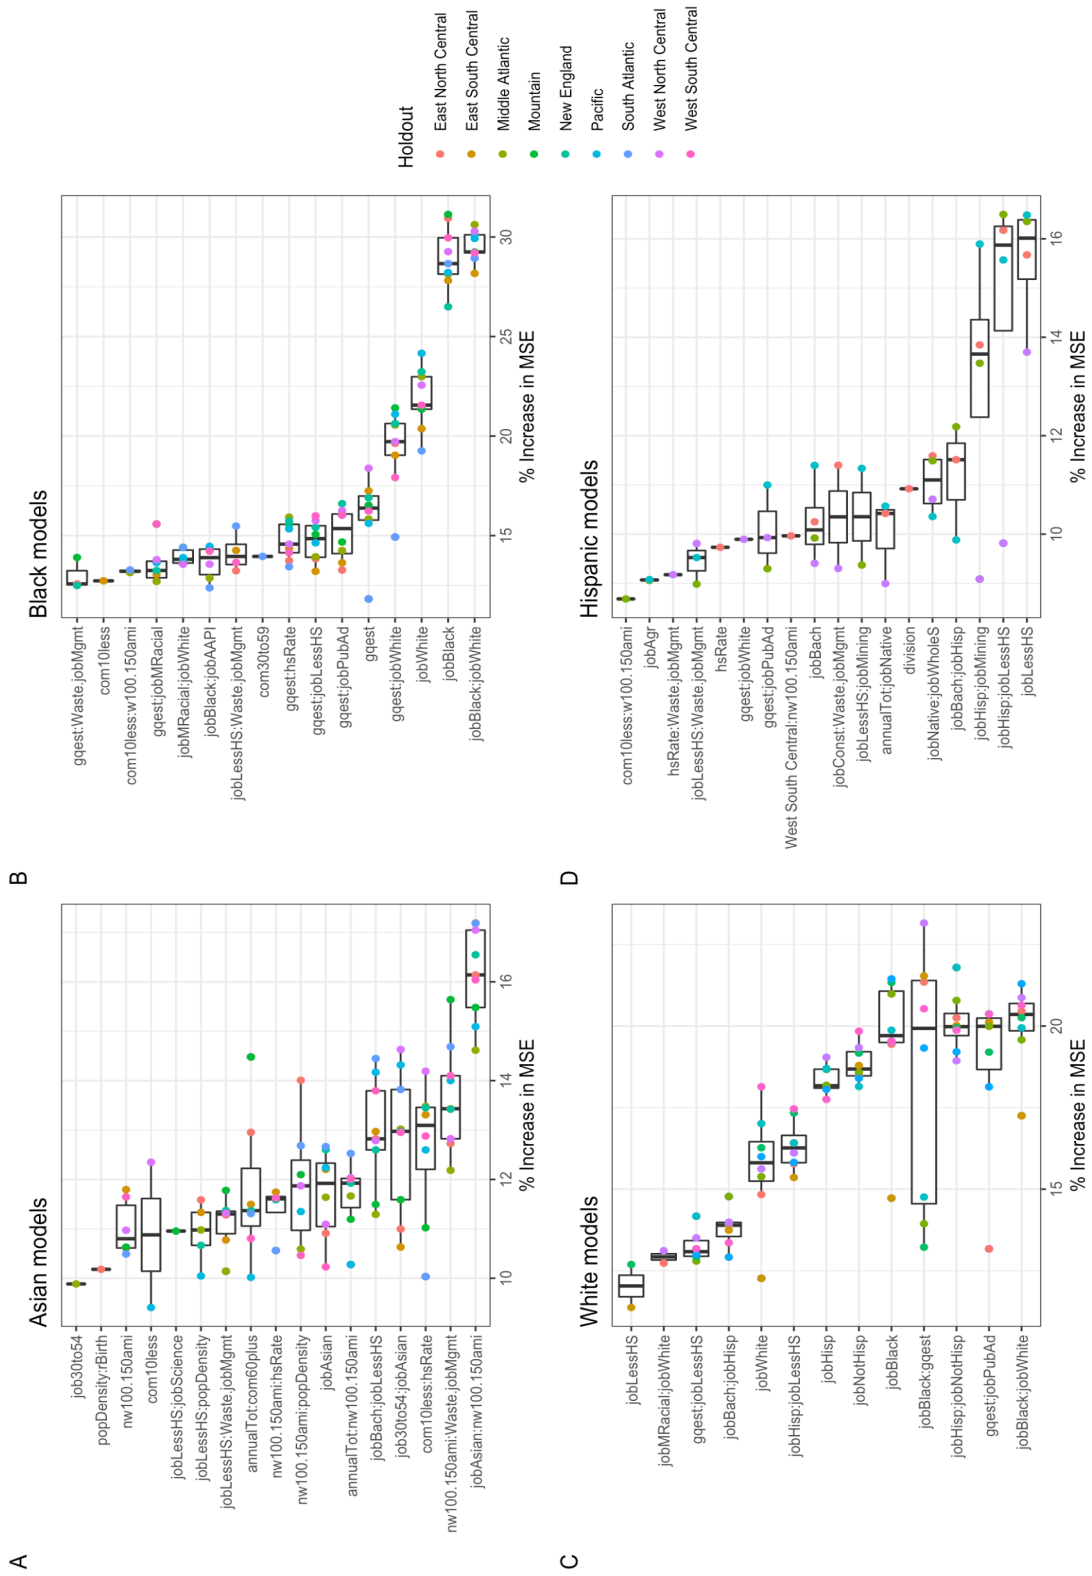 A
Asian models
job30to54
popDensity:rBirth
nw100.150ami
com10less
jobLessHS:jobScience
jobLessHS:popDensity
jobLessHS:Waste.jobMgmt
annualTot:com60plus
nw100.150ami:hsRate
nw100.150ami:popDensity
jobAsian
annualTot:nw100.150ami
jobBach:jobLessHS
job30to54:jobAsian
com10less:hsRate
nw100.150ami:Waste.jobMgmt
jobAsian:nw100.150ami
10 12 14 16
% Increase in MSE
B
Black models
gqest:Waste.jobMgmt
com10less
com10less:w100.150ami
gqest:jobMRacial
jobMRacial:jobWhite
jobBlack:jobAAPI
jobLessHS:Waste.jobMgmt
com30to59
gqest:hsRate
gqest:jobLessHS
gqest:jobPubAd
gqest
gqest:jobWhite
jobWhite
jobBlack
jobBlack:jobWhite
15 20 25 30
% Increase in MSE
C
White models
jobLessHS
jobMRacial:jobWhite
gqest:jobLessHS
jobBach:jobHisp
jobWhite
jobHisp:jobLessHS
jobHisp
jobNotHisp
jobBlack
jobBlack:gqest
jobHisp:jobNotHisp
gqest:jobPubAd
jobBlack:jobWhite
15 20
% Increase in MSE
D
Hispanic models
com10less:w100.150ami
jobAgr
hsRate:Waste.jobMgmt
jobLessHS:Waste.jobMgmt
hsRate
gqest:jobWhite
gqest:jobPubAd
West South Central:nw100.150ami
jobBach
jobConst:Waste.jobMgmt
jobLessHS:jobMining
annualTot:jobNative
division
jobNative:jobWholeS
jobBach:jobHisp
jobHisp:jobMining
jobHisp:jobLessHS
jobLessHS
10 12 14 16
% Increase in MSE
Holdout
East North Central
East South Central
Middle Atlantic
Mountain
New England
Pacific
South Atlantic
West North Central
West South Central